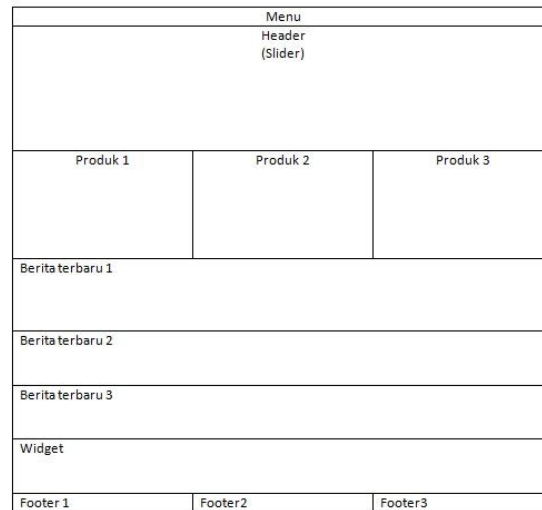 Menu
Header
(Slider)
Produk 1 Produk 2 Produk 3
Berita terbaru 1
Berita terbaru 2
Berita terbaru 3
Widget
Footer 1 Footer2 Footer3